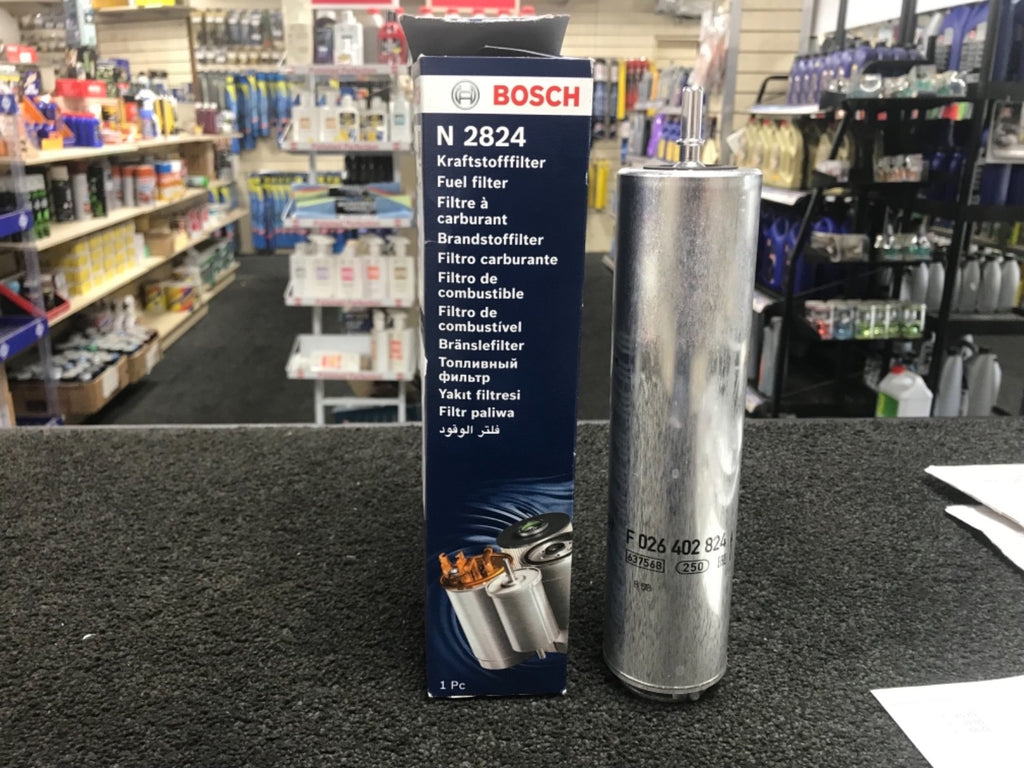 BOSCH
N 2824
Kraftstofffilter
Fuel filter
Filtre à
carburant
Brandstoffilter
Filtro carburante
Filtro de
combustible
Filtro de
combustível
Bränslefilter
Топливный
фильтр
Yakıt filtresi
Filtr paliwa
فلتر الوقود
1 Pc
F 026 402 824
637568 250